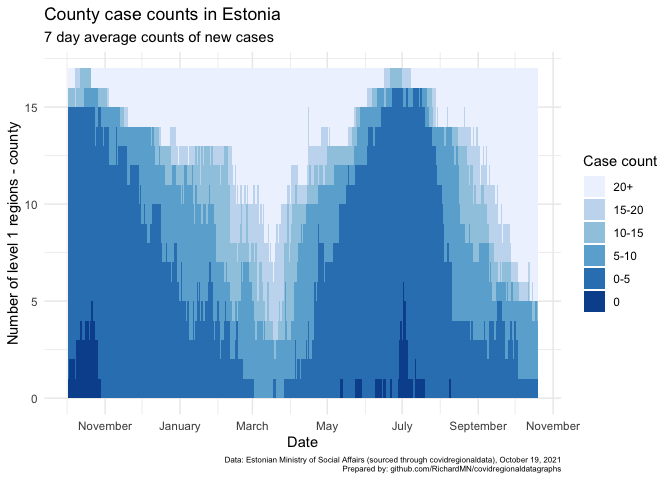 County case counts in Estonia
7 day average counts of new cases
Number of level 1 regions - county
15
10
5
0
November
January
March
May
July
September
November
Date
Case count
20+
15-20
10-15
5-10
0-5
0
Data: Estonian Ministry of Social Affairs (sourced through covidregionaldata), October 19, 2021
Prepared by: github.com/RichardMN/covidregionaldatagraphs